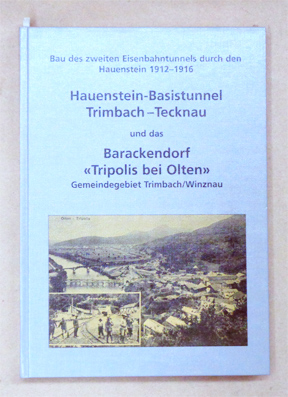 Bau des zweiten Eisenbahntunnels durch den
Hauenstein 1912–1916
Hauenstein-Basistunnel
Trimbach–Tecknau
und das
Barackendorf
«Tripolis bei Olten»
Gemeindegebiet Trimbach/Winznau